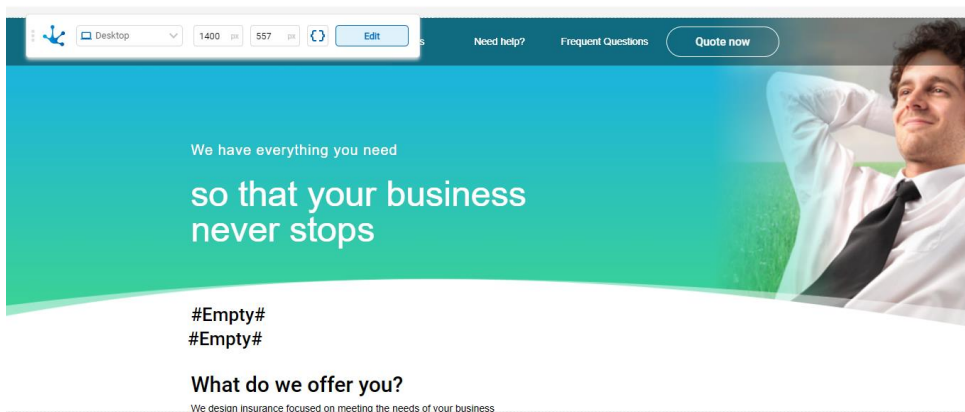 Desktop
1400 px 557 px {} Edit
s Need help? Frequent Questions Quote now
We have everything you need
so that your business
never stops
#Empty#
#Empty#
What do we offer you?
We design insurance focused on meeting the needs of your business